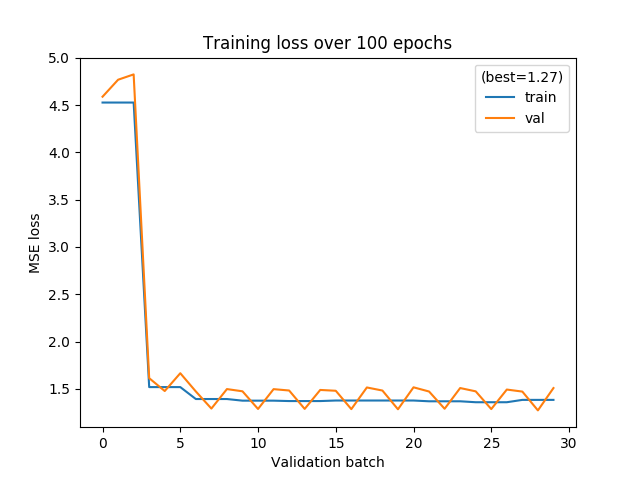 Training loss over 100 epochs
(best=1.27)
train
val
MSE loss
5.0
4.5
4.0
3.5
3.0
2.5
2.0
1.5
0 5 10 15 20 25 30
Validation batch